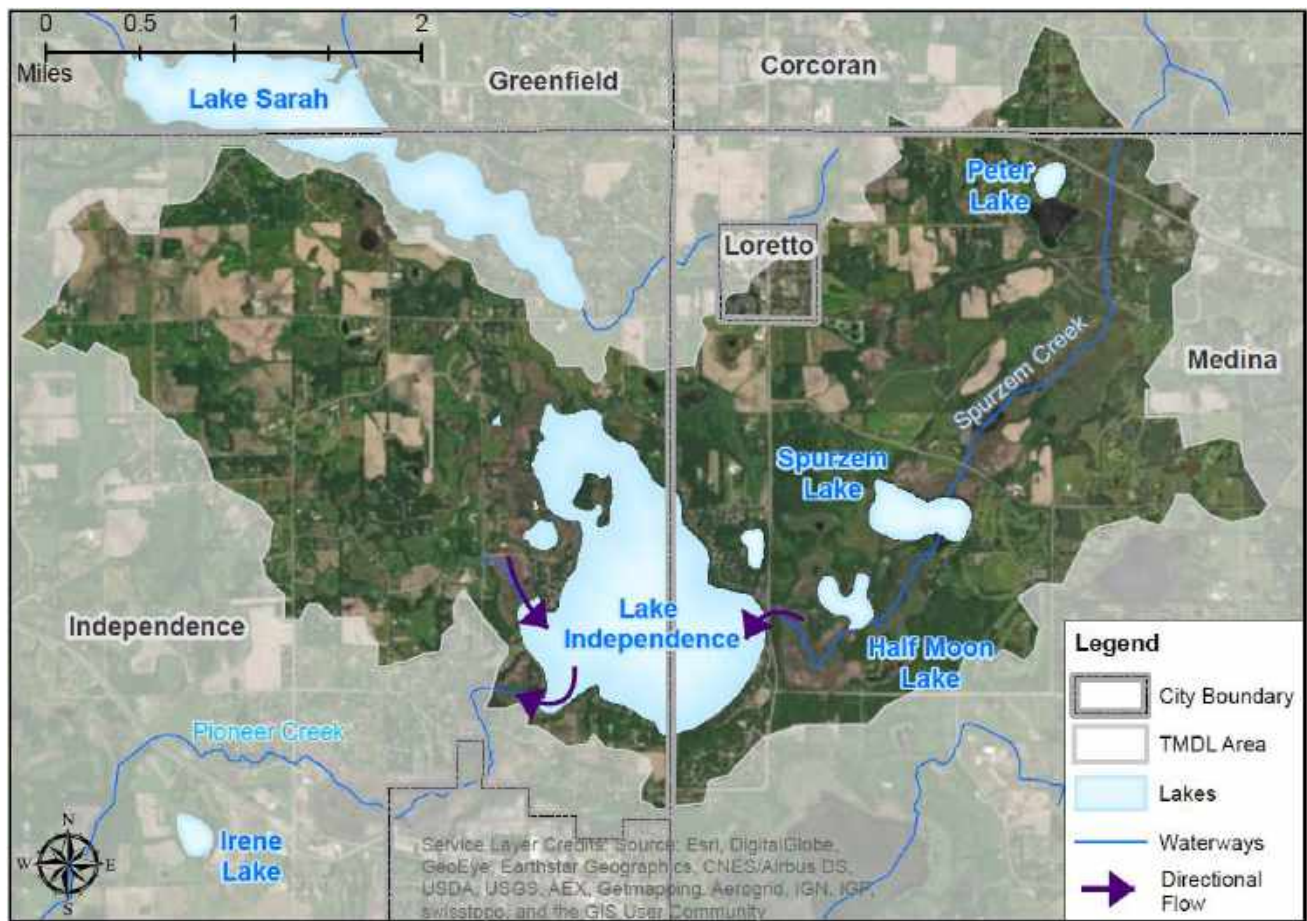 0 0.5 1 2
Miles
Greenfield
Corcoran
Lake Sarah
Peter
Lake
Loretto
Medina
Spurzem Creek
Spurzem
Lake
Lake
Independence
Independence
Half Moon
Lake
Pioneer Creek
Irene
Lake
N
W E
S
Service Layer Credits: Source: Esri, DigitalGlobe,
GeoEye, Earthstar Geographics, CNES/Airbus DS,
USDA, USGS, AEX, Getmapping, Aerogrid, IGN, IGP,
swisstopo, and the GIS User Community
Legend
City Boundary
TMDL Area
Lakes
Waterways
Directional
Flow